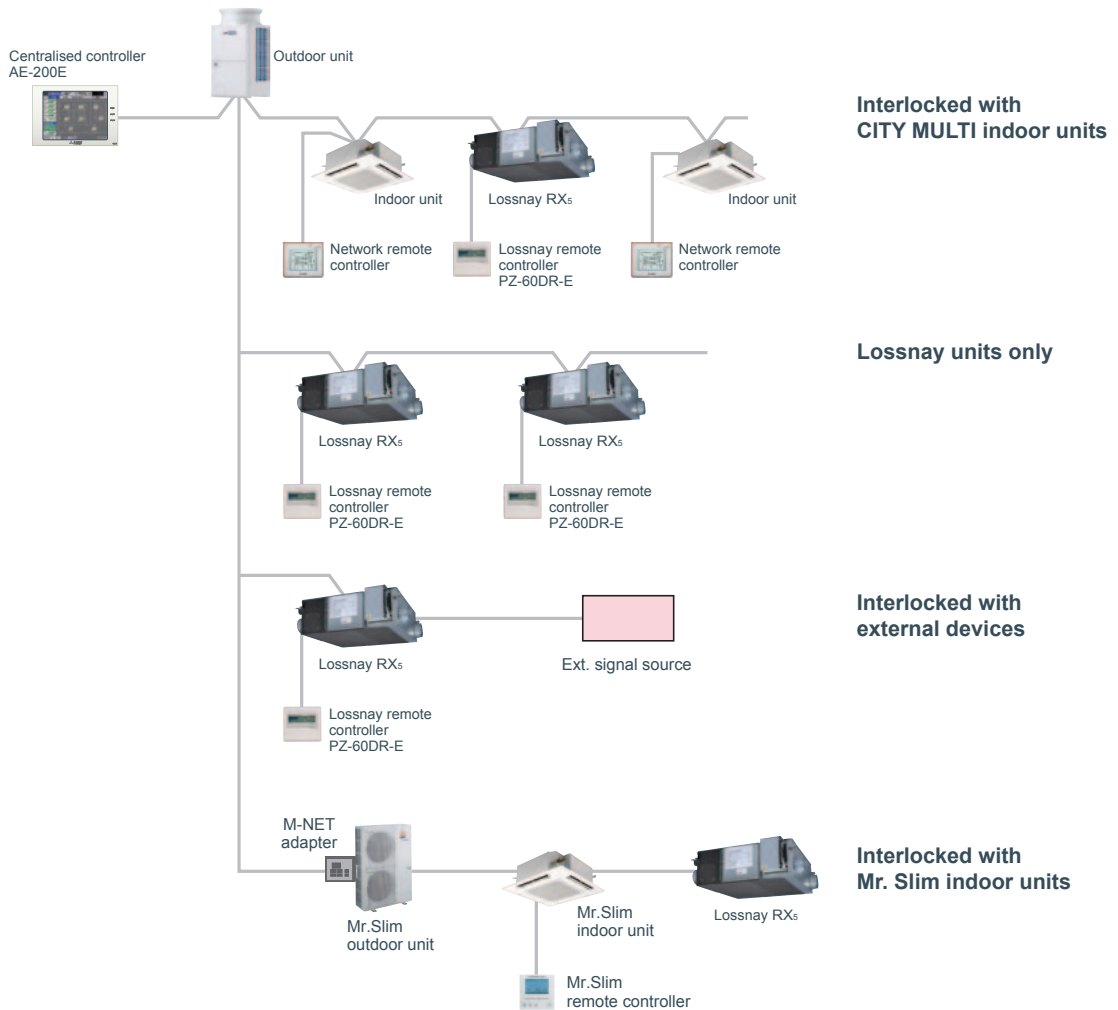 Centralised controller
AE-200E
Outdoor unit
Interlocked with
CITY MULTI indoor units
Indoor unit
Lossnay RX5
Indoor unit
Network remote
controller
Lossnay remote
controller
PZ-60DR-E
Network remote
controller
Lossnay units only
Lossnay RX5
Lossnay RX5
Lossnay remote
controller
PZ-60DR-E
Lossnay remote
controller
PZ-60DR-E
Interlocked with
external devices
Lossnay RX5
Ext. signal source
Lossnay remote
controller
PZ-60DR-E
M-NET
adapter
Interlocked with
Mr. Slim indoor units
Mr.Slim
outdoor unit
Mr.Slim
indoor unit
Lossnay RX5
Mr.Slim
remote controller